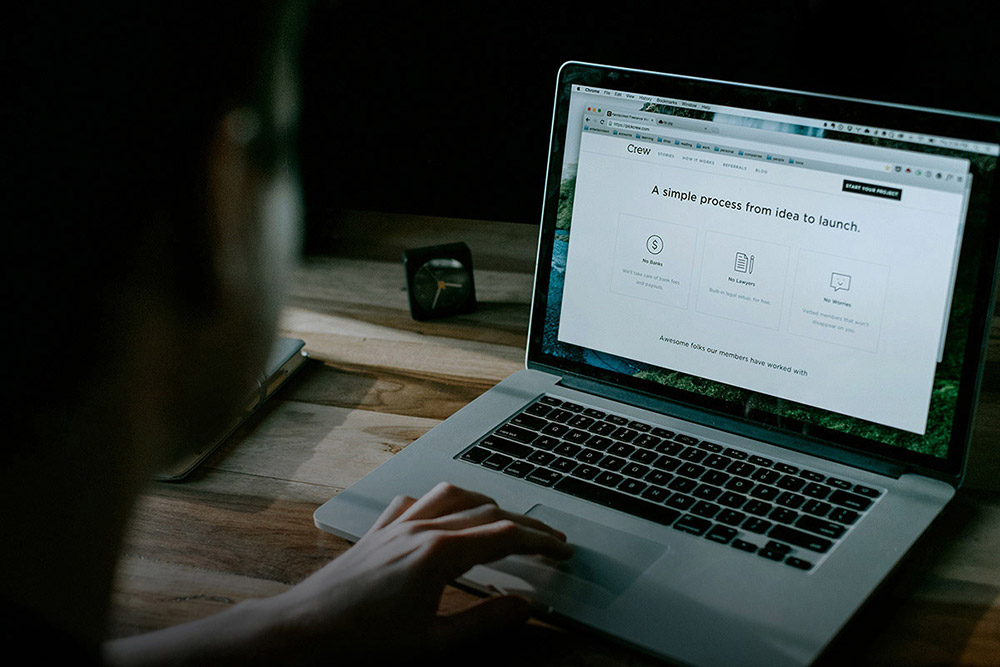 Chrome File Edit View History Bookmarks Window Help
https://pickcrew.com
Crew STORIES HOW IT WORKS REFERRALS BLOG START YOUR PROJECT
A simple process from idea to launch.
No Banks
We'll take care of bank fees
and payouts.
No Lawyers
Built-in legal setup, for free.
No Worries
Vetted members that won't
disappear on you.
Awesome folks our members have worked with